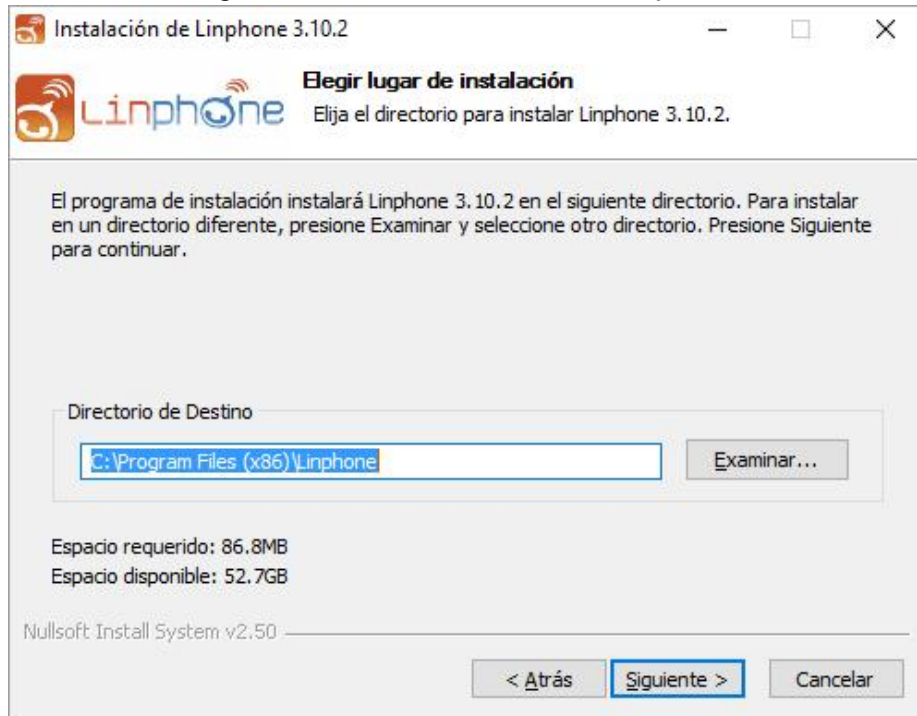 Instalación de Linphone 3.10.2
Linphone
Elegir lugar de instalación
Elija el directorio para instalar Linphone 3.10.2.
El programa de instalación instalará Linphone 3.10.2 en el siguiente directorio. Para instalar
en un directorio diferente, presione Examinar y seleccione otro directorio. Presione Siguiente
para continuar.
Directorio de Destino
C:\Program Files (x86)\Linphone
Examinar...
Espacio requerido: 86.8MB
Espacio disponible: 52.7GB
Nullsoft Install System v2.50
< Atrás
Siguiente >
Cancelar